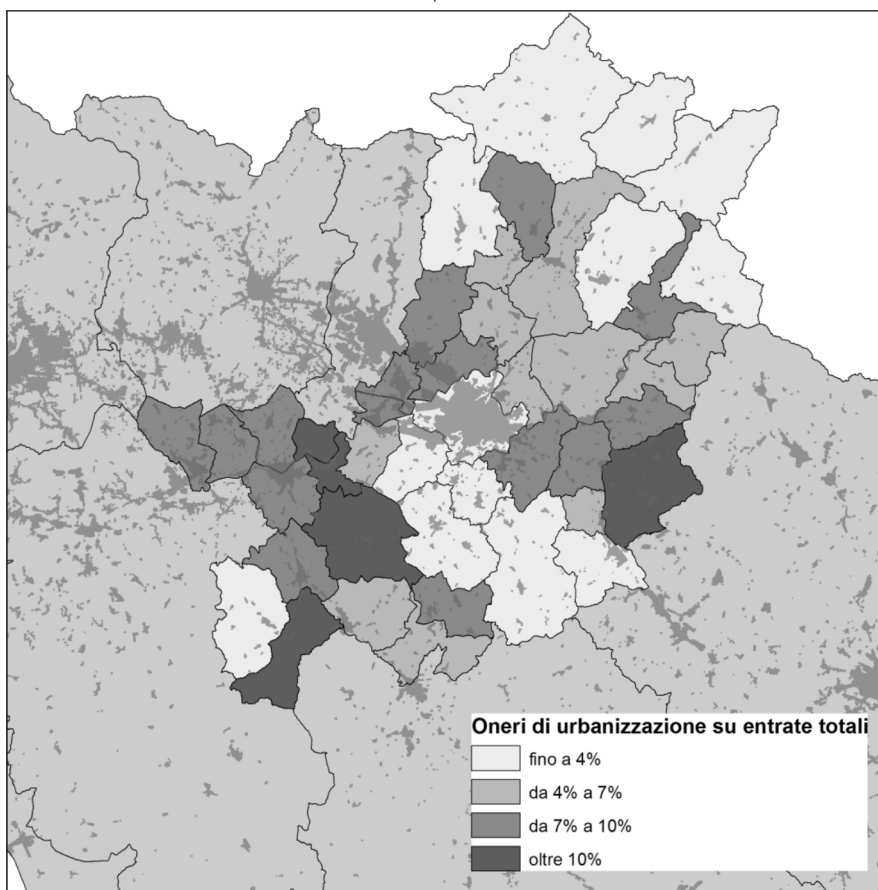 Oneri di urbanizzazione su entrate totali
fino a 4%
da 4% a 7%
da 7% a 10%
oltre 10%